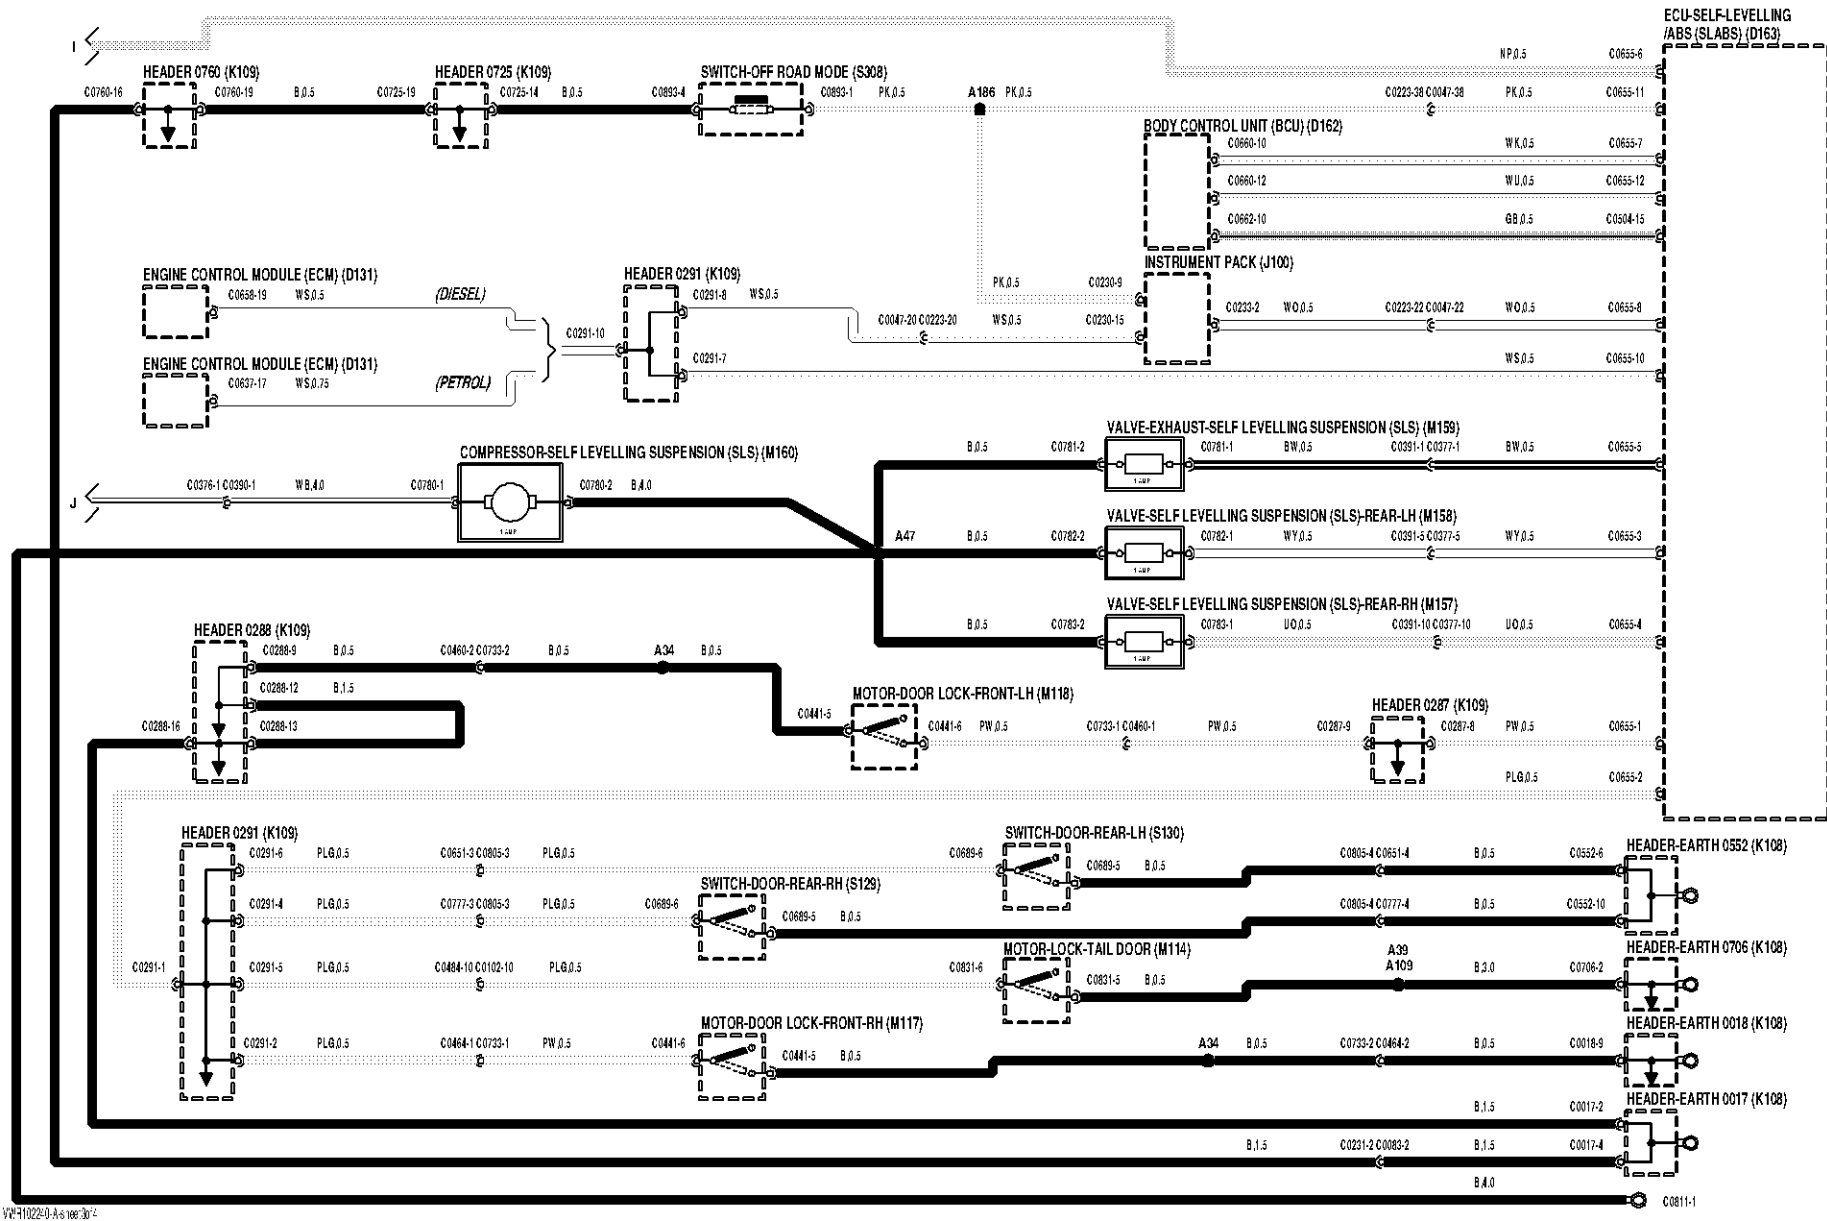 ECU-SELF-LEVELLING
/ABS (SLABS) (D163)
I
NP,0.5 C0655-6
HEADER 0760 (K109) HEADER 0725 (K109) SWITCH-OFF ROAD MODE (S308)
C0760-16 C0760-19 B,0.5 C0725-19 C0725-14 B,0.5 C0893-4 C0893-1 PK,0.5 A186 PK,0.5 C0223-38 C0047-38 PK,0.5 C0655-11
BODY CONTROL UNIT (BCU) (D162)
C0660-10 WK,0.5 C0655-7
C0660-12 WU,0.5 C0655-12
C0662-10 GB,0.5 C0504-15
INSTRUMENT PACK (J100)
ENGINE CONTROL MODULE (ECM) (D131) HEADER 0291 (K109)
PK,0.5 C0230-9
C0658-19 WS,0.5 (DIESEL) C0291-8 WS,0.5
C0233-2 WO,0.5 C0223-22 C0047-22 WO,0.5 C0655-8
C0047-20 C0223-20 WS,0.5 C0230-15
C0291-10
ENGINE CONTROL MODULE (ECM) (D131) C0291-7 WS,0.5 C0655-10
C0637-17 WS,0.75 (PETROL)
VALVE-EXHAUST-SELF LEVELLING SUSPENSION (SLS) (M159)
B,0.5 C0781-2 C0781-1 BW,0.5 C0391-1 C0377-1 BW,0.5 C0655-5
1 AMP
COMPRESSOR-SELF LEVELLING SUSPENSION (SLS) (M160)
J C0376-1 C0390-1 WB,4.0 C0780-1 C0780-2 B,4.0
1 AMP
VALVE-SELF LEVELLING SUSPENSION (SLS)-REAR-LH (M158)
A47 B,0.5 C0782-2 C0782-1 WY,0.5 C0391-5 C0377-5 WY,0.5 C0655-3
1 AMP
VALVE-SELF LEVELLING SUSPENSION (SLS)-REAR-RH (M157)
B,0.5 C0783-2 C0783-1 UO,0.5 C0391-10 C0377-10 UO,0.5 C0655-4
1 AMP
HEADER 0288 (K109)
C0288-9 B,0.5 C0460-2 C0733-2 B,0.5 A34 B,0.5
C0288-12 B,1.5
MOTOR-DOOR LOCK-FRONT-LH (M118) HEADER 0287 (K109)
C0288-16 C0288-13 C0441-5 C0441-6 PW,0.5 C0733-1 C0460-1 PW,0.5 C0287-9 C0287-8 PW,0.5 C0655-1
PLG,0.5 C0655-2
HEADER 0291 (K109) SWITCH-DOOR-REAR-LH (S130) HEADER-EARTH 0552 (K108)
C0291-6 PLG,0.5 C0651-3 C0805-3 PLG,0.5 C0689-6 C0689-5 B,0.5 C0805-4 C0651-4 B,0.5 C0552-6
SWITCH-DOOR-REAR-RH (S129)
C0291-4 PLG,0.5 C0777-3 C0805-3 PLG,0.5 C0689-6 C0689-5 B,0.5 C0805-4 C0777-4 B,0.5 C0552-10
MOTOR-LOCK-TAIL DOOR (M114) HEADER-EARTH 0706 (K108)
A39
C0291-1 C0291-5 PLG,0.5 C0484-10 C0102-10 PLG,0.5 C0831-6 C0831-5 B,0.5 A109 B,3.0 C0706-2
MOTOR-DOOR LOCK-FRONT-RH (M117) HEADER-EARTH 0018 (K108)
C0291-2 PLG,0.5 C0464-1 C0733-1 PW,0.5 C0441-6 C0441-5 B,0.5 A34 B,0.5 C0733-2 C0464-2 B,0.5 C0018-9
HEADER-EARTH 0017 (K108)
B,1.5 C0017-2
B,1.5 C0231-2 C0083-2 B,1.5 C0017-4
B,4.0
C0811-1